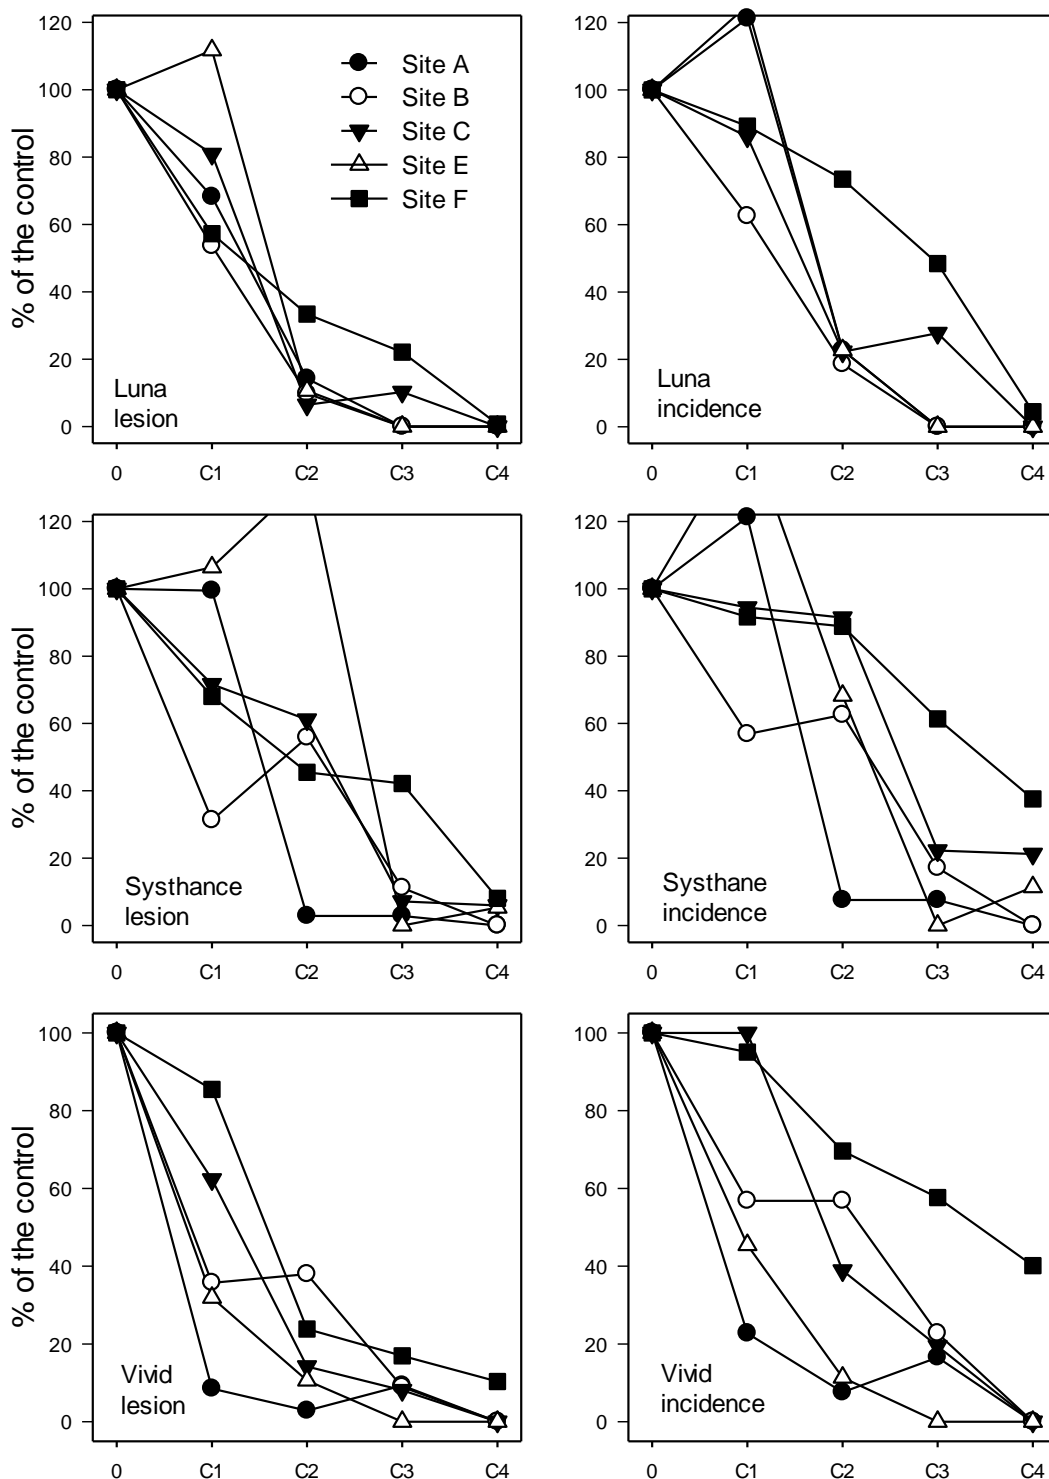 120
100
80
60
40
20
0
% of the control
Site A
Site B
Site C
Site E
Site F
Luna
lesion
0 C1 C2 C3 C4
120
100
80
60
40
20
0
Luna
incidence
0 C1 C2 C3 C4
120
100
80
60
40
20
0
% of the control
Systhance
lesion
0 C1 C2 C3 C4
120
100
80
60
40
20
0
Systhane
incidence
0 C1 C2 C3 C4
100
80
60
40
20
0
% of the control
Vivid
lesion
0 C1 C2 C3 C4
100
80
60
40
20
0
Vivid
incidence
0 C1 C2 C3 C4